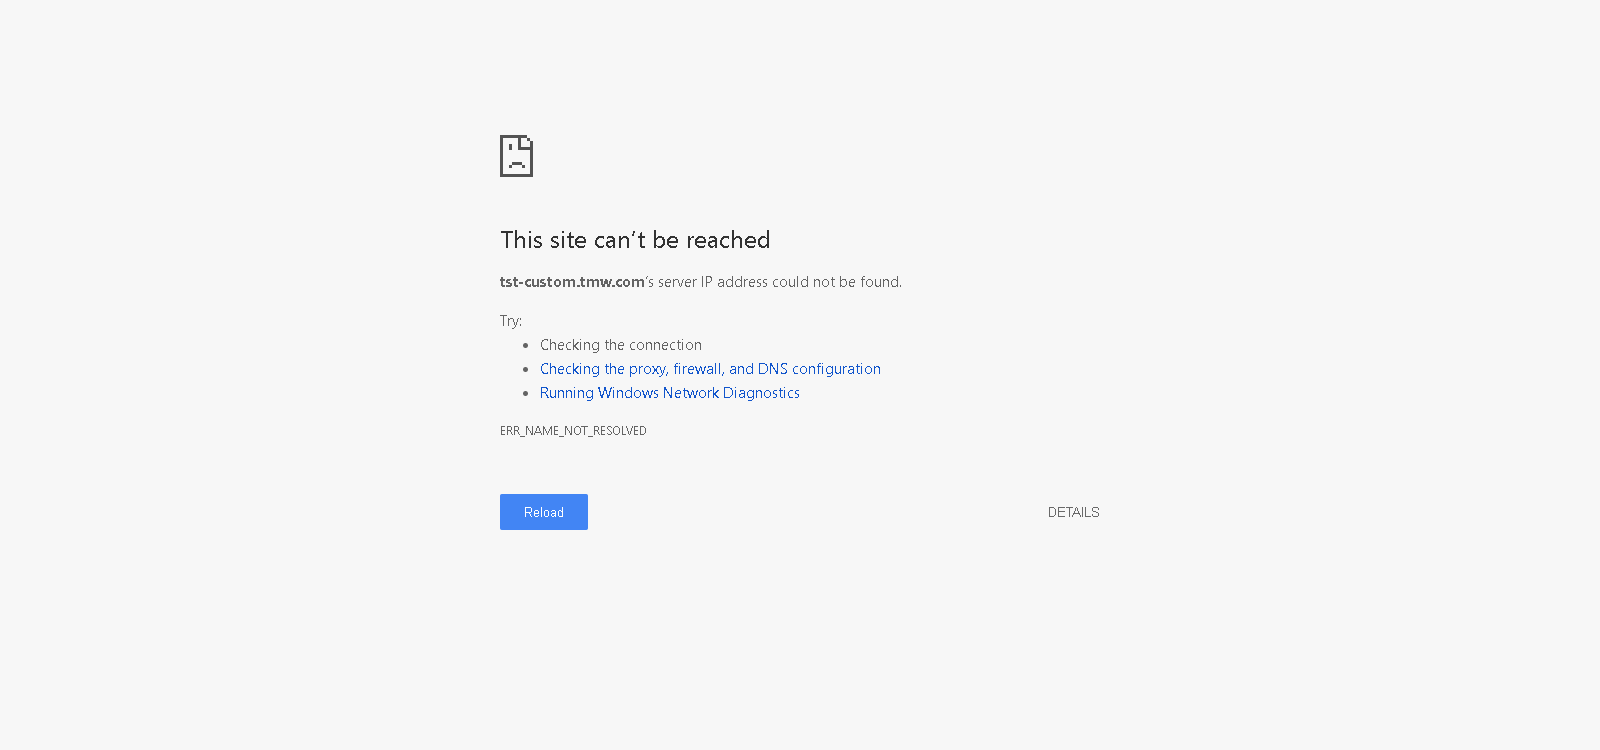 This site can’t be reached
tst-custom.tmw.com’s server IP address could not be found.
Try:
Checking the connection
Checking the proxy, firewall, and DNS configuration
Running Windows Network Diagnostics
ERR_NAME_NOT_RESOLVED
Reload
DETAILS